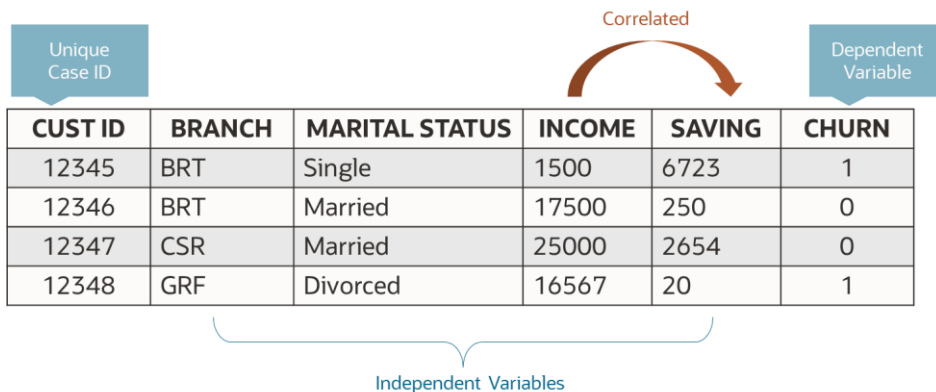 Correlated
Unique
Case ID
Dependent
Variable
CUST ID BRANCH MARITAL STATUS INCOME SAVING CHURN
12345 BRT Single 1500 6723 1
12346 BRT Married 17500 250 0
12347 CSR Married 25000 2654 0
12348 GRF Divorced 16567 20 1
Independent Variables